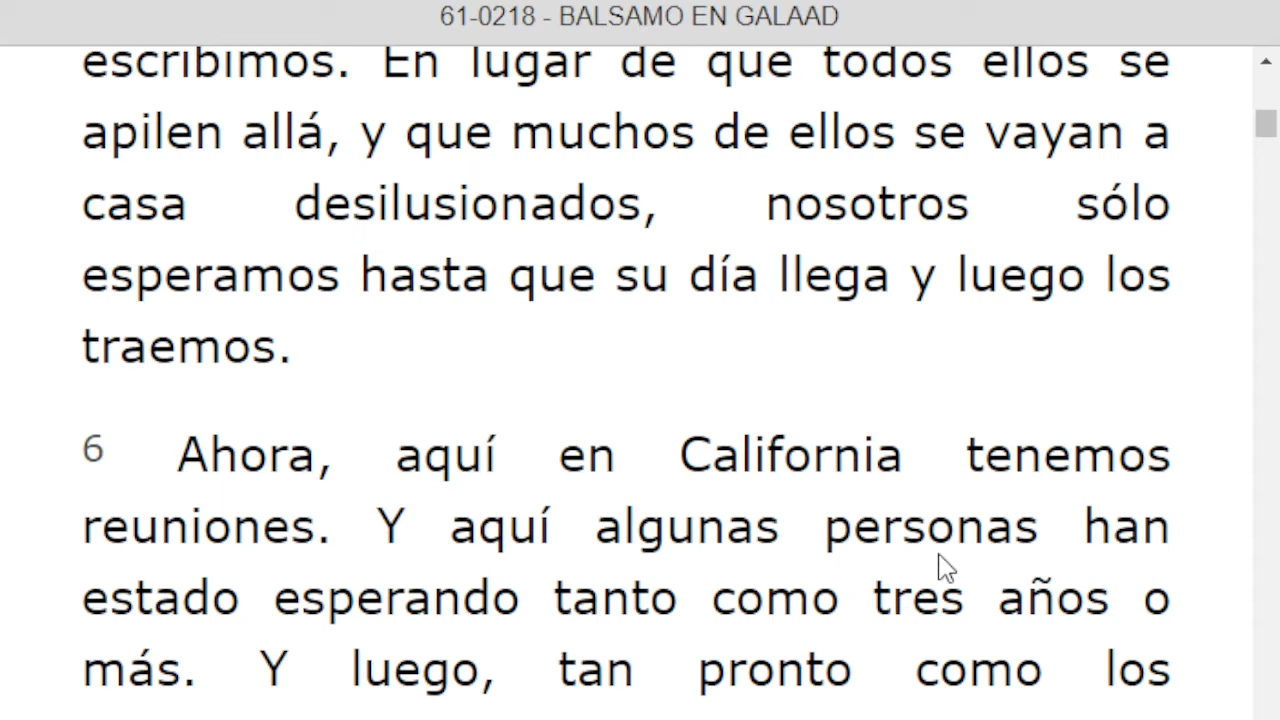 61-0218 - BALSAMO EN GALAAD
escribimos. En lugar de que todos ellos se
apilen allá, y que muchos de ellos se vayan a
casa desilusionados, nosotros sólo
esperamos hasta que su día llega y luego los
traemos.
6 Ahora, aquí en California tenemos
reuniones. Y aquí algunas personas han
estado esperando tanto como tres años o
más. Y luego, tan pronto como los